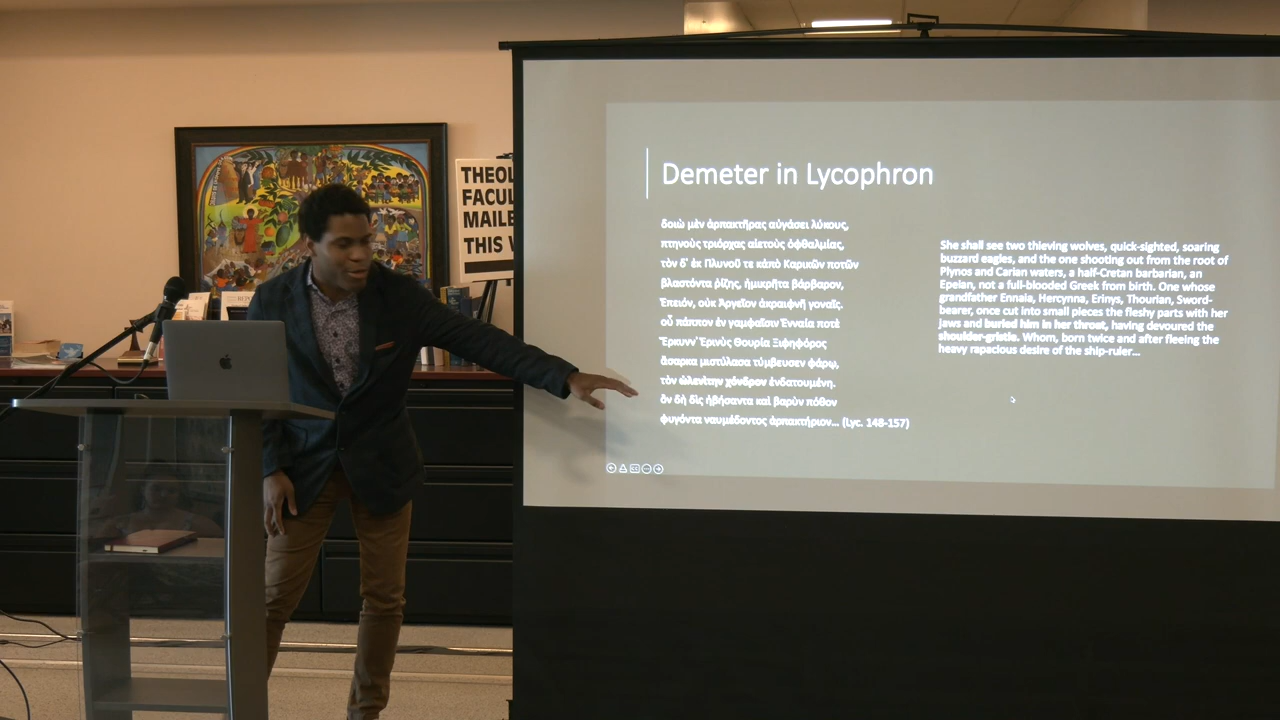 THEOL
FACUL
MAILE
THIS
Demeter in Lycophron
δοιὼ μὲν ἁρπακτῆρας αὐγάσει λύκους,
πτηνοὺς τριόρχας αἰετοὺς ὀφθαλμίας,
τὸν δ' ἐκ Πλυνοῦ τε κἀπὸ Καρικῶν ποτῶν
βλαστόντα ῥίζης, ἡμικρῆτα βάρβαρον,
Ἐπειόν, οὐκ Ἀργεῖον ἀκραιφνῆ γοναῖς.
οὗ πάππον ἐν γαμφαῖσιν Ἐνναία ποτὲ
Ἕρκυνν' Ἐρινὺς Θουρία Ξιφηφόρος
ἄσαρκα μιστύλασ' ἐτύμβευσεν φάρῳ,
τὸν ὠλενίτην χόνδρον ἐνδατουμένη.
ὃν δὴ δὶς ἡβήσαντα καὶ βαρὺν πόθον
φυγόντα ναυμέδοντος ἁρπακτήριον... (Lyc. 148-157)
She shall see two thieving wolves, quick-sighted, soaring
buzzard eagles, and the one shooting out from the root of
Plynos and Carian waters, a half-Cretan barbarian, an
Epeian, not a full-blooded Greek from birth. One whose
grandfather Ennaia, Hercynna, Erinys, Thourian, Sword-
bearer, once cut into small pieces the fleshy parts with her
jaws and buried him in her throat, having devoured the
shoulder-gristle. Whom, born twice and after fleeing the
heavy rapacious desire of the ship-ruler...